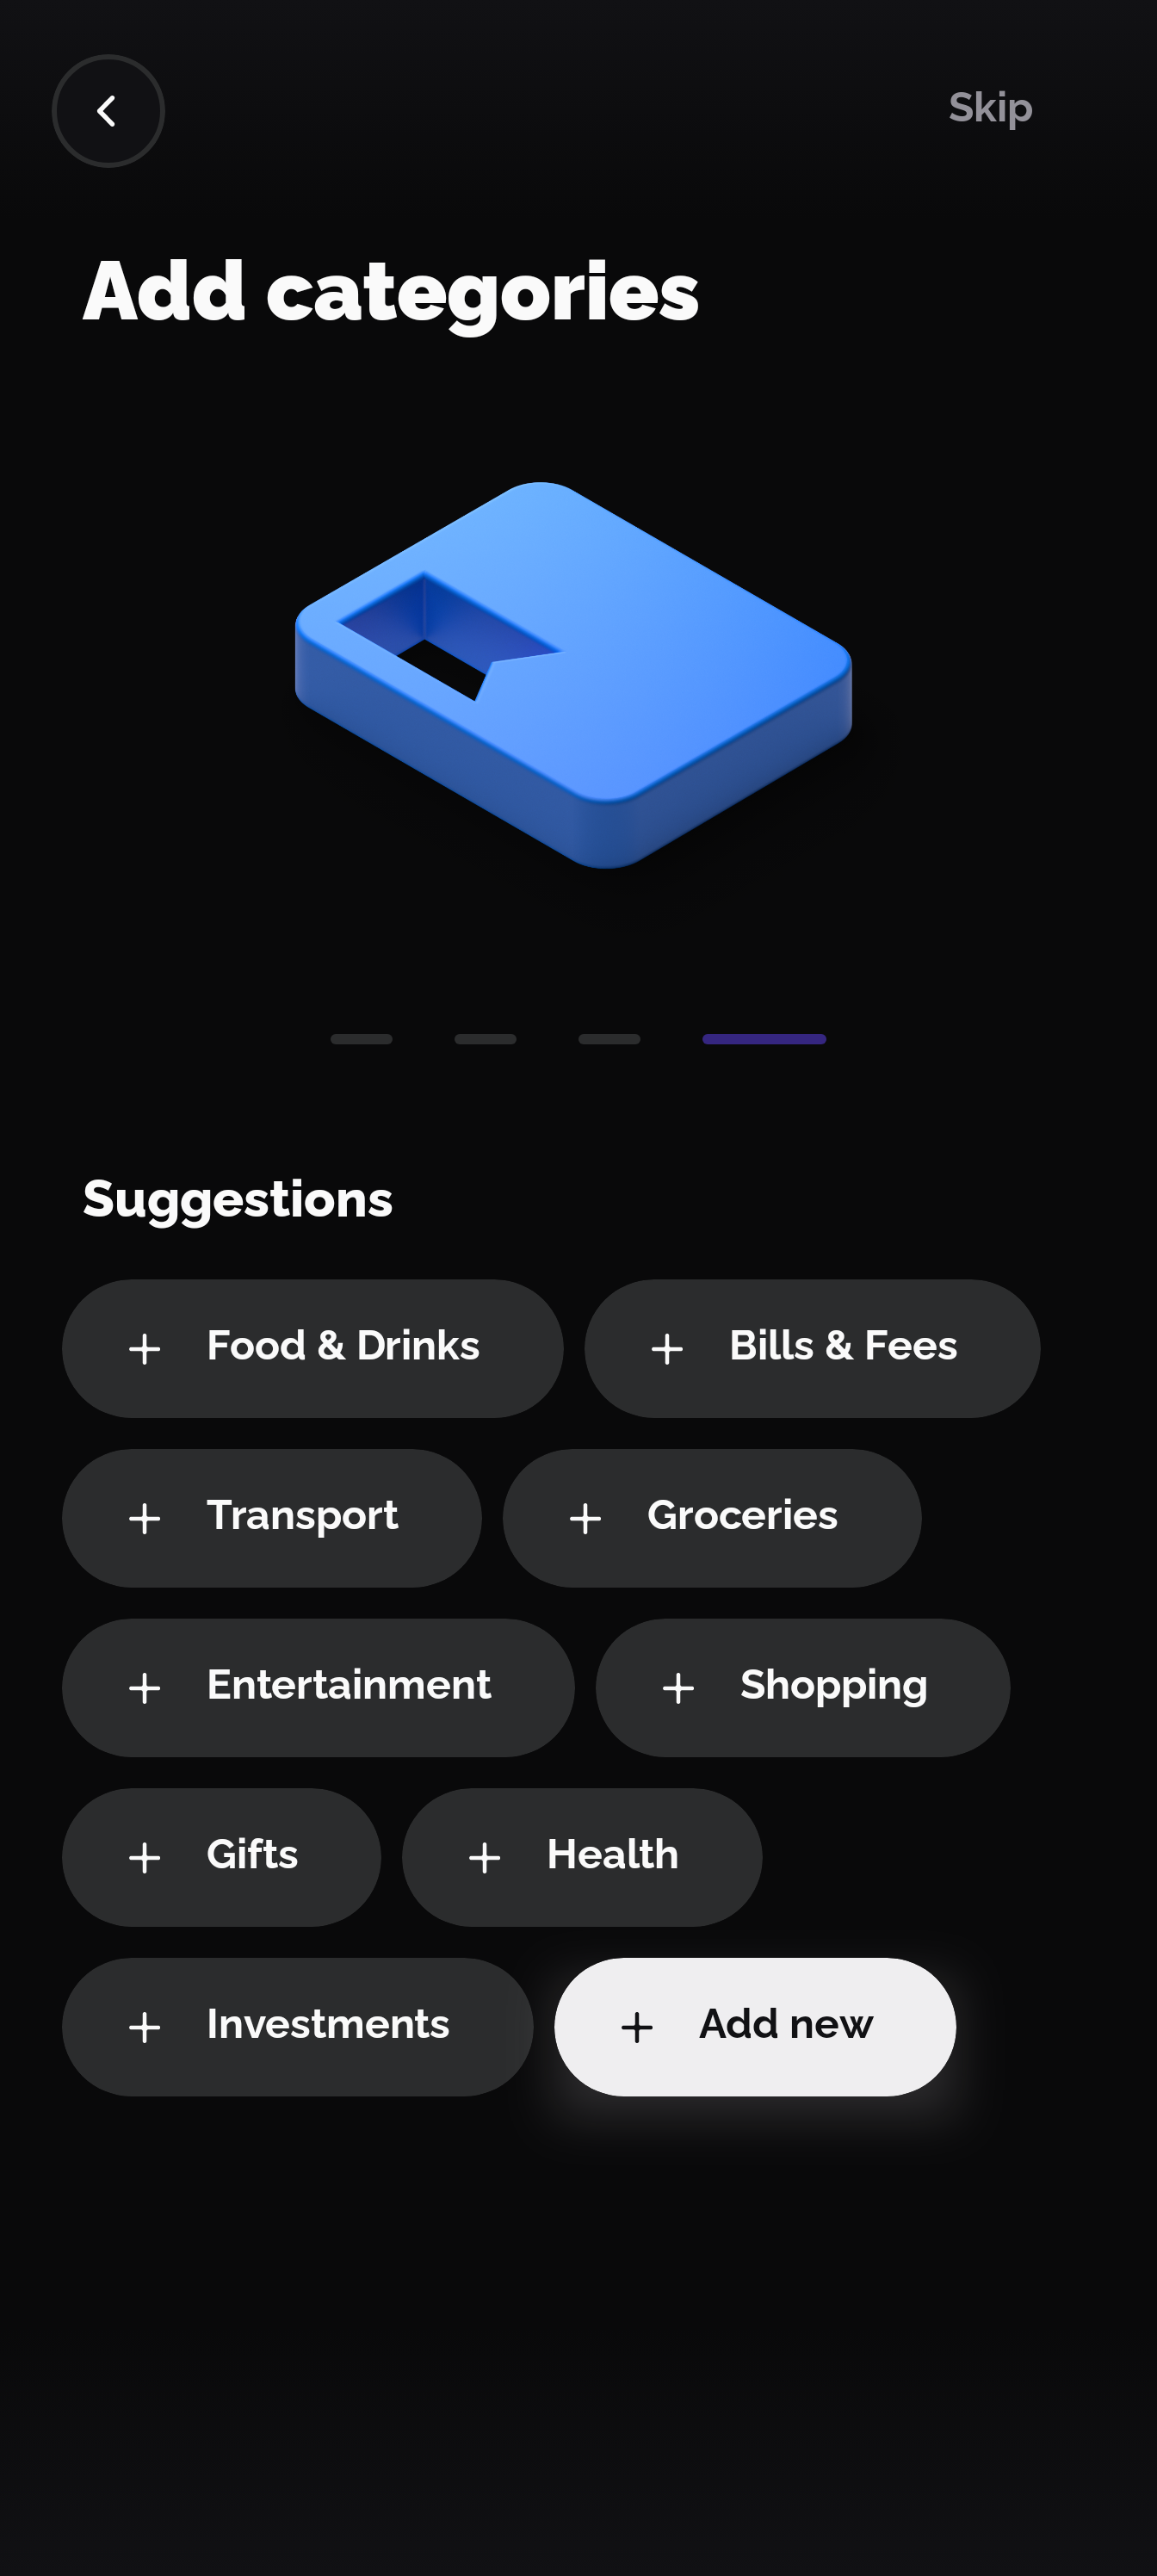 Skip
Add categories
Suggestions
Food & Drinks
Bills & Fees
Transport
Groceries
Entertainment
Shopping
Gifts
Health
Investments
Add new